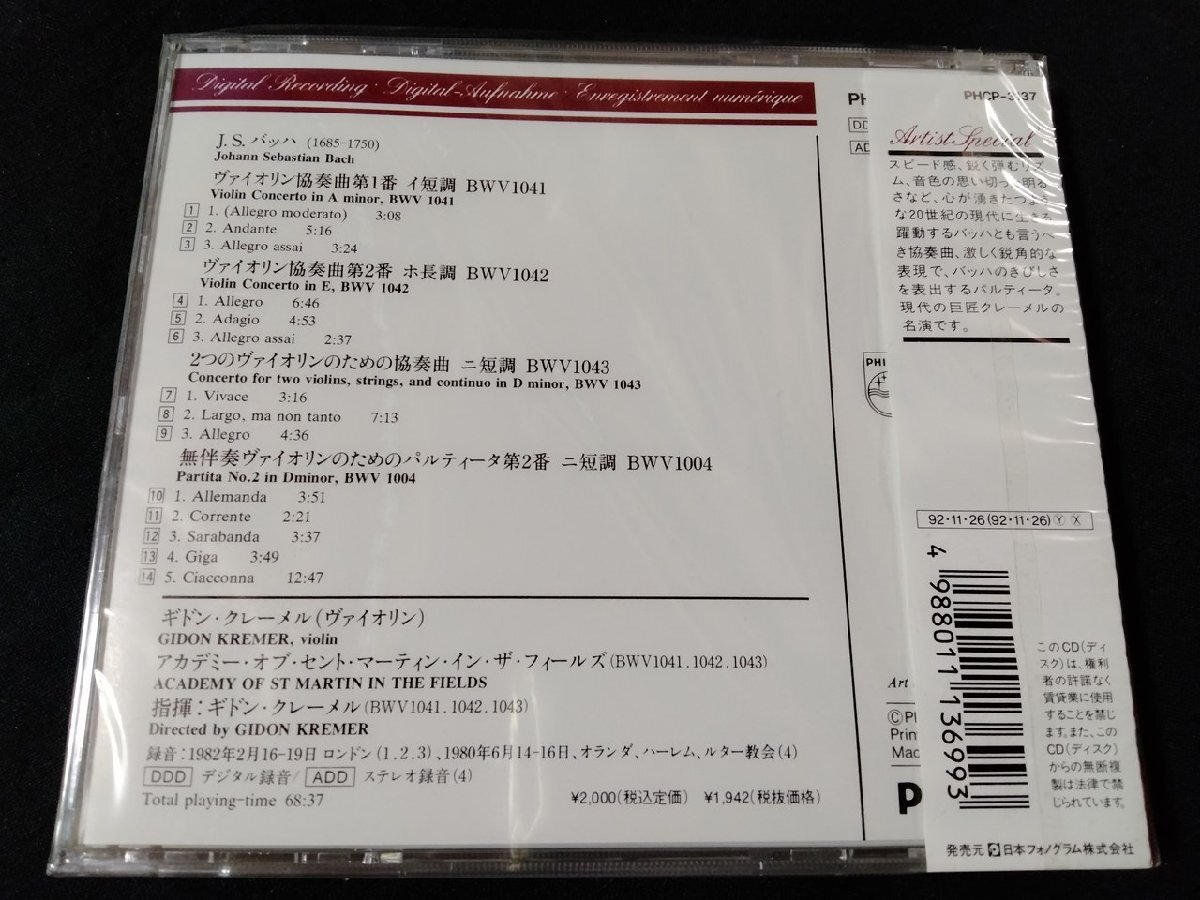 Digital Recording · Digital-Aufnahme · Enregistrement numérique
J.S.バッハ (1685-1750)
Johann Sebastian Bach
ヴァイオリン協奏曲第1番 イ短調 BWV1041
Violin Concerto in A minor, BWV 1041
1 1. (Allegro moderato) 3:08
2 2. Andante 5:16
3 3. Allegro assai 3:24
ヴァイオリン協奏曲第2番 ホ長調 BWV1042
Violin Concerto in E, BWV 1042
4 1. Allegro 6:46
5 2. Adagio 4:53
6 3. Allegro assai 2:37
2つのヴァイオリンのための協奏曲 ニ短調 BWV1043
Concerto for two violins, strings, and continuo in D minor, BWV 1043
7 1. Vivace 3:16
8 2. Largo, ma non tanto 7:13
9 3. Allegro 4:36
無伴奏ヴァイオリンのためのパルティータ第2番 ニ短調 BWV1004
Partita No.2 in Dminor, BWV 1004
10 1. Allemanda 3:51
11 2. Corrente 2:21
12 3. Sarabanda 3:37
13 4. Giga 3:49
14 5. Ciacconna 12:47
ギドン・クレーメル(ヴァイオリン)
GIDON KREMER, violin
アカデミー・オブ・セント・マーティン・イン・ザ・フィールズ(BWV1041.1042.1043)
ACADEMY OF ST MARTIN IN THE FIELDS
指揮:ギドン・クレーメル(BWV1041.1042.1043)
Directed by GIDON KREMER
録音:1982年2月16-19日 ロンドン(1.2.3)、1980年6月14-16日、オランダ、ハーレム、ルター教会(4)
DDD デジタル録音/ ADD ステレオ録音(4)
Total playing-time 68:37
¥2,000(税込定価) ¥1,942(税抜価格)
PH
DD
AD
PHIL
Art
©P
Print
Mac
P
PHCP-3137
Artist Special
スピード感、鋭く弾むリズ
ム、音色の思い切った明る
さなど、心が湧きたつよう
な20世紀の現代に生きる
躍動するバッハとも言うべ
き協奏曲、激しく鋭角的な
表現で、バッハのきびしさ
を表出するパルティータ。
現代の巨匠クレーメルの
名演です。
92・11・26(92・11・26)Ⓨ Ⓧ
4 988011 136993
このCD(ディ
スク)は、権利
者の許諾なく
賃貸業に使用
することを禁じ
ます。また、この
CD(ディスク)
からの無断複
製は法律で禁
じられています。
発売元 日本フォノグラム株式会社